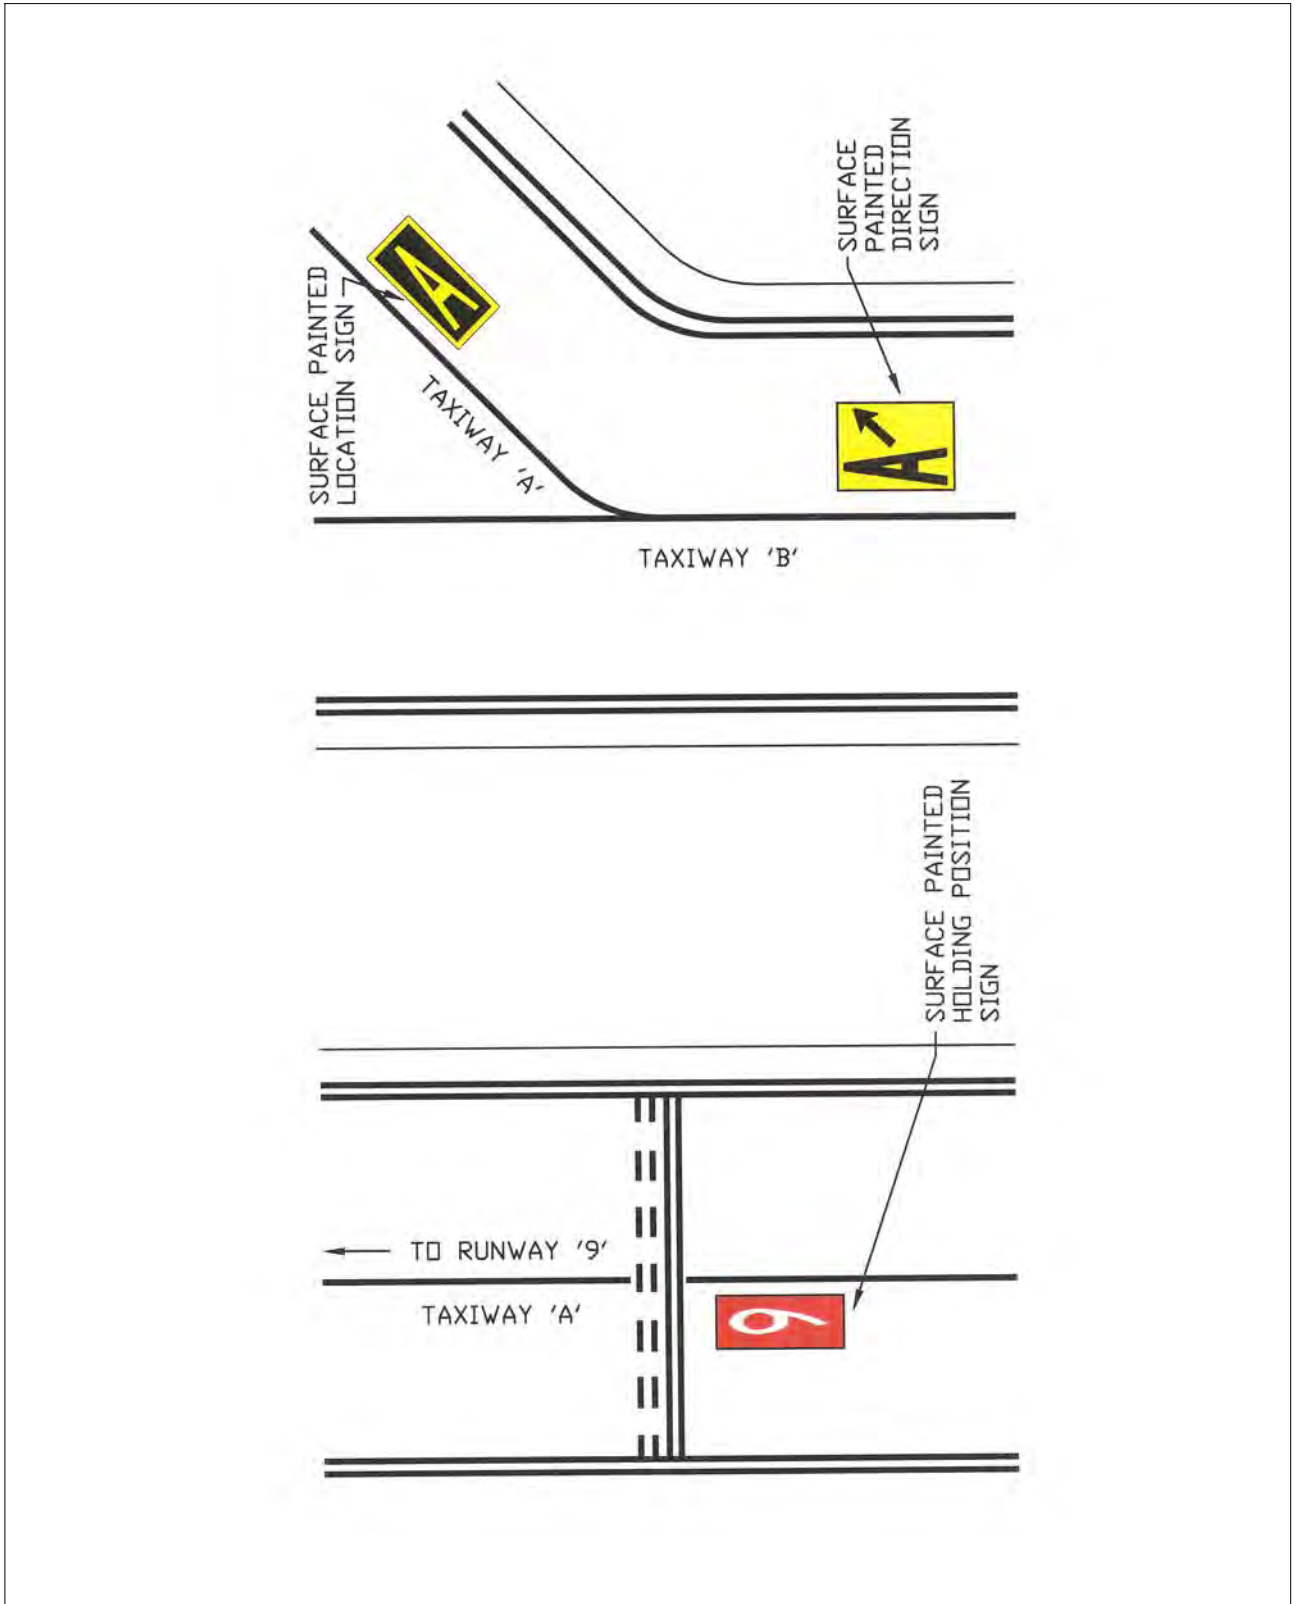 SURFACE
PAINTED
DIRECTION
SIGN
SURFACE PAINTED
LOCATION SIGN
A
TAXIWAY 'A'
A
TAXIWAY 'B'
SURFACE PAINTED
HOLDING POSITION
SIGN
TO RUNWAY '9'
TAXIWAY 'A'
9